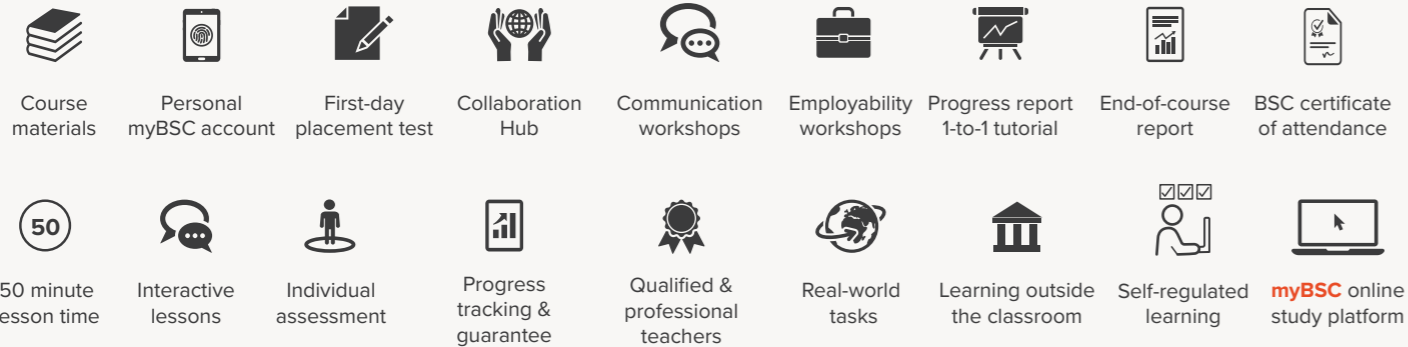 Course
materials
Personal
myBSC account
First-day
placement test
Collaboration
Hub
Communication
workshops
Employability
workshops
Progress report
1-to-1 tutorial
End-of-course
report
BSC certificate
of attendance
50
50 minute
esson time
Interactive
lessons
Individual
assessment
Progress
tracking &
guarantee
Qualified &
professional
teachers
Real-world
tasks
Learning outside
the classroom
Self-regulated
learning
myBSC online
study platform